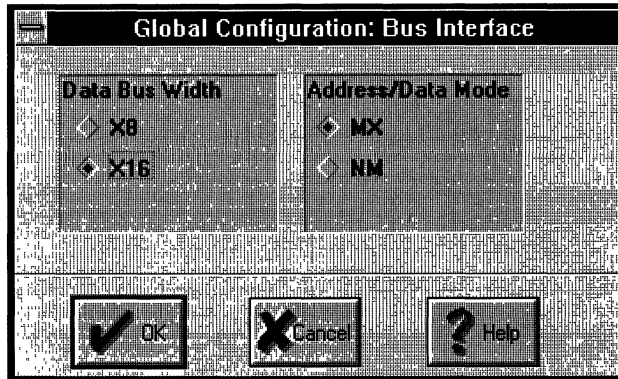 Global Configuration: Bus Interface
Data Bus Width
X8
X16
Address/Data Mode
MX
NM
OK
Cancel
Help